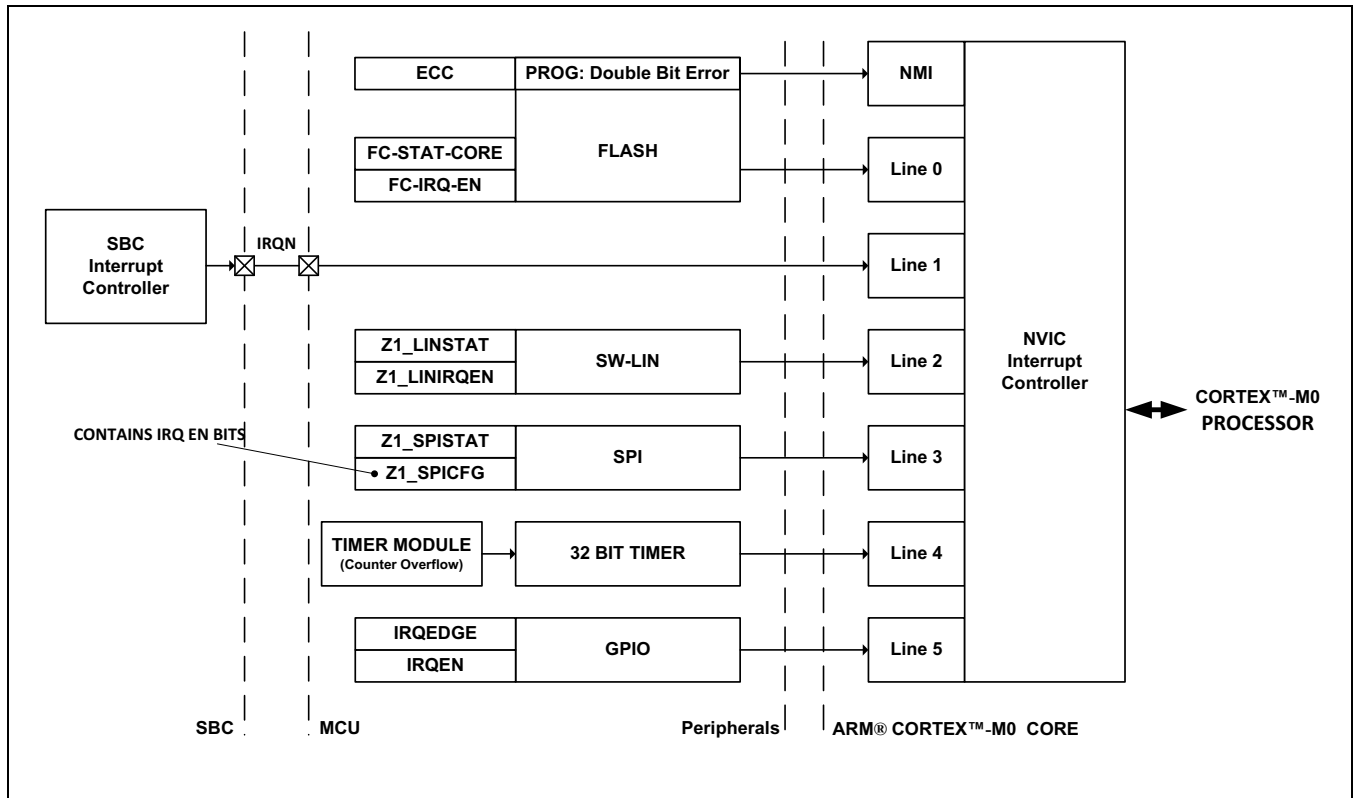 ECC
PROG: Double Bit Error
NMI
FC-STAT-CORE
FC-IRQ-EN
FLASH
Line 0
SBC
Interrupt
Controller
IRQN
Line 1
Z1_LINSTAT
Z1_LINIRQEN
SW-LIN
Line 2
NVIC
Interrupt
Controller
CORTEX™-M0
PROCESSOR
CONTAINS IRQ EN BITS
Z1_SPISTAT
Z1_SPICFG
SPI
Line 3
TIMER MODULE
(Counter Overflow)
32 BIT TIMER
Line 4
IRQEDGE
IRQEN
GPIO
Line 5
SBC
MCU
Peripherals
ARM® CORTEX™-M0 CORE